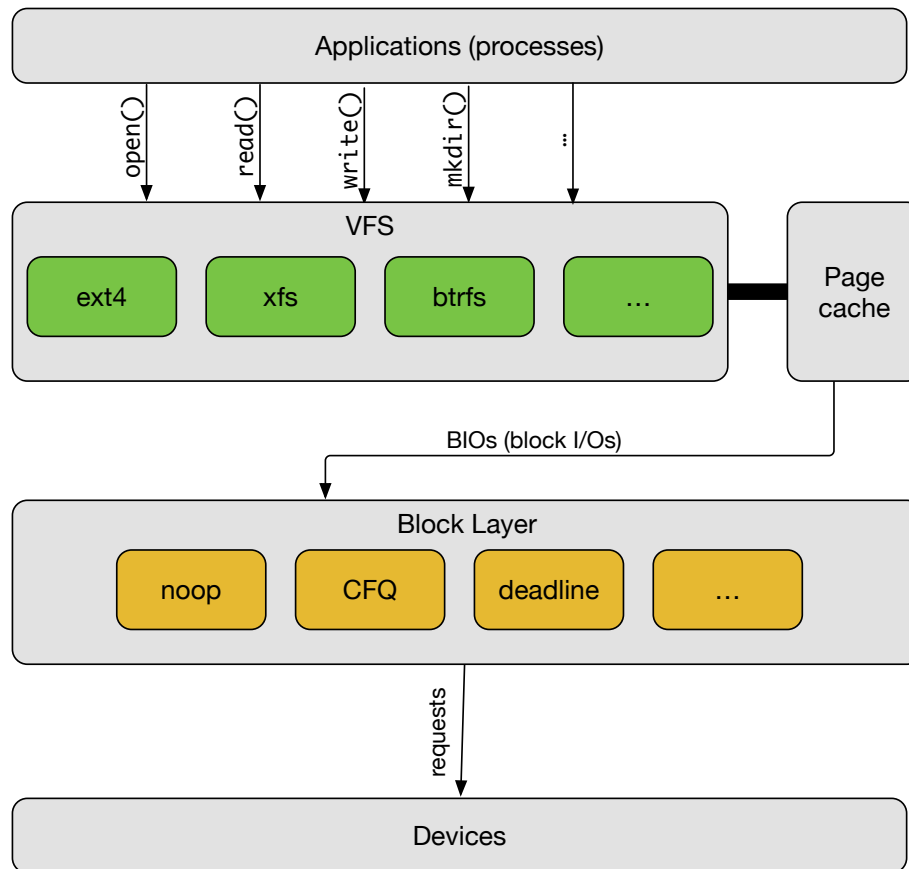 Applications (processes)
open()
read()
write()
mkdir()
...
VFS
ext4
xfs
btrfs
...
Page
cache
BIOs (block I/Os)
Block Layer
noop
CFQ
deadline
...
requests
Devices